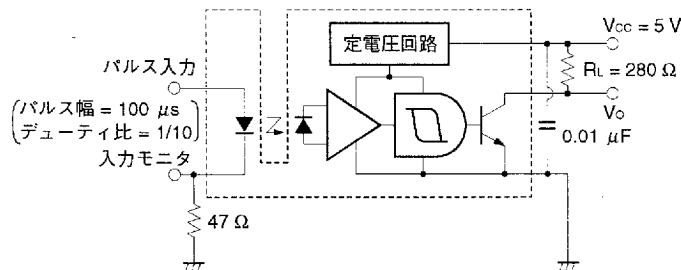 定電圧回路
Vcc = 5 V
パルス入力
RL = 280 Ω
(パルス幅 = 100 μs
デューティ比 = 1/10)
Vo
0.01 μF
入力モニタ
47 Ω